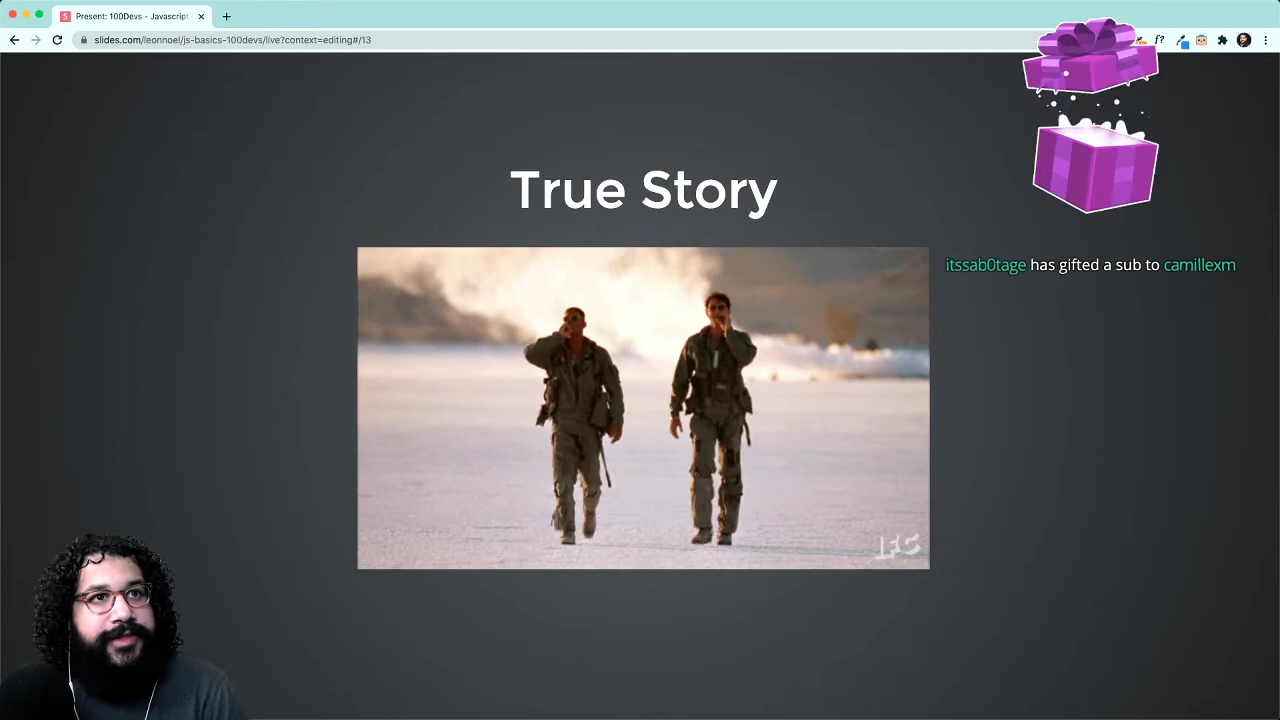 Present: 100Devs - Javascript
slides.com/leonnoel/js-basics-100devs/live?context=editing#/13
f?
True Story
itssab0tage has gifted a sub to camillexm
IFC